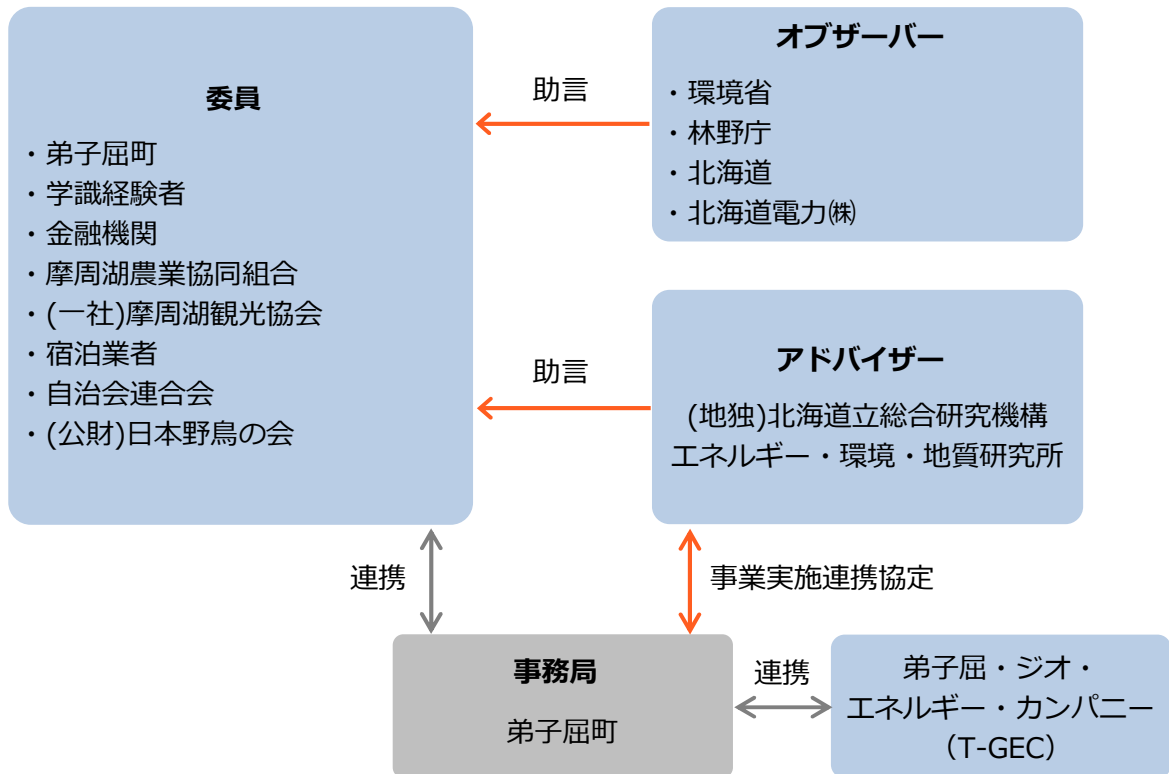 委員
・弟子屈町
・学識経験者
・金融機関
・摩周湖農業協同組合
・(一社)摩周湖観光協会
・宿泊業者
・自治会連合会
・(公財)日本野鳥の会
助言
オブザーバー
・環境省
・林野庁
・北海道
・北海道電力㈱
助言
アドバイザー
(地独)北海道立総合研究機構
エネルギー・環境・地質研究所
連携
事業実施連携協定
事務局
弟子屈町
連携
弟子屈・ジオ・
エネルギー・カンパニー
（T-GEC）